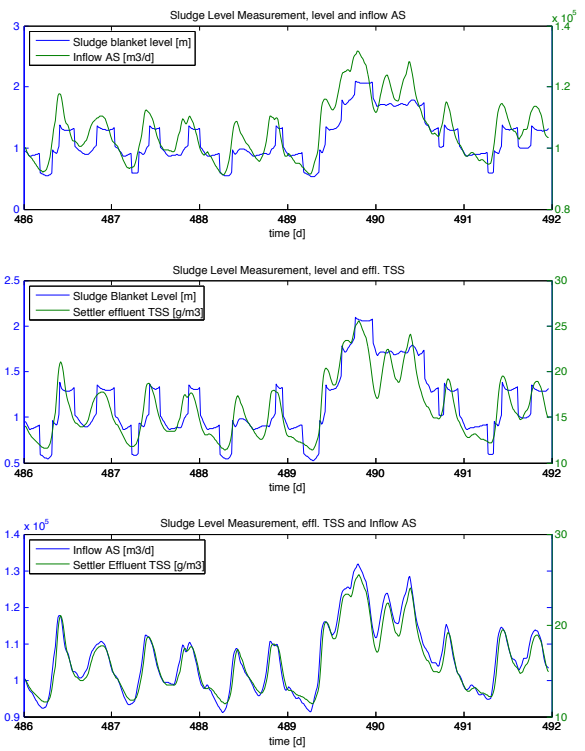 Sludge Level Measurement, level and inflow AS
x 10^5
3
2
1
0
Sludge blanket level [m]
Inflow AS [m3/d]
1.4
1.3
1.2
1.1
1
0.9
486 487 488 489 490 491 492
time [d]
Sludge Level Measurement, level and effl. TSS
2.5
2
1.5
1
0.5
Sludge Blanket Level [m]
Settler effluent TSS [g/m3]
30
25
20
15
10
486 487 488 489 490 491 492
time [d]
Sludge Level Measurement, effl. TSS and Inflow AS
x 10^5
1.4
1.3
1.2
1.1
1
0.9
Inflow AS [m3/d]
Settler Effluent TSS [g/m3]
30
20
10
486 487 488 489 490 491 492
time [d]